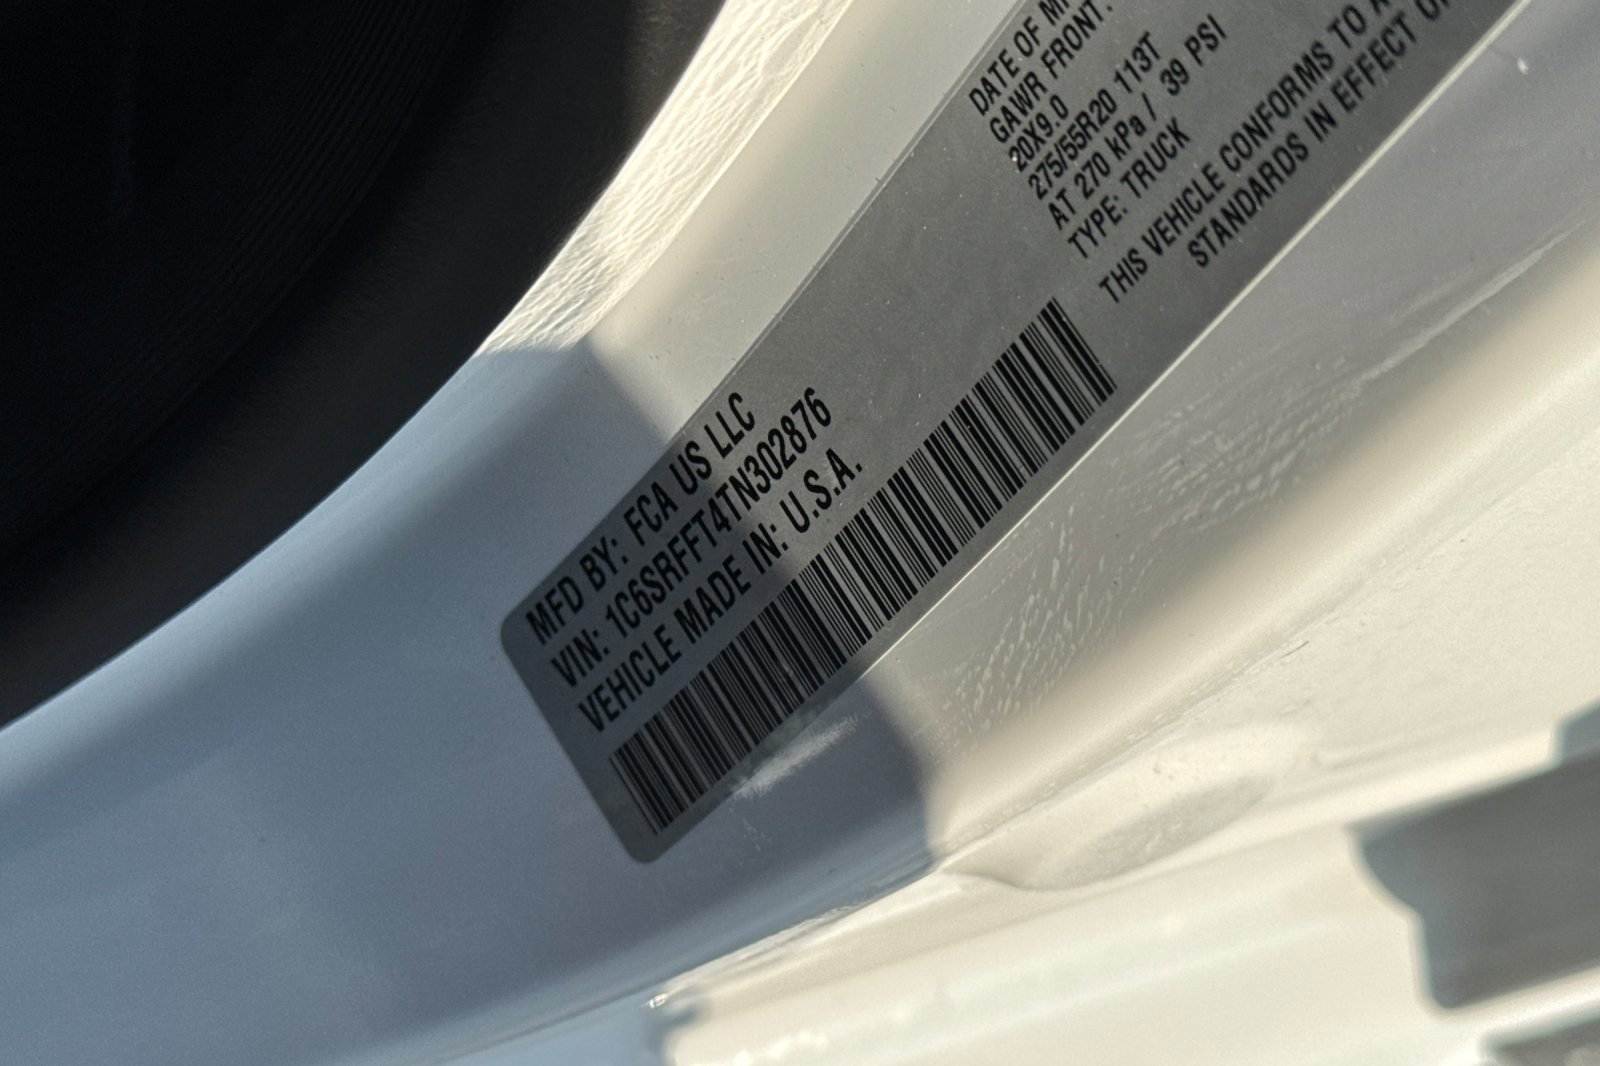 MFD BY: FCA US LLC
VIN: 1C6SRFFT4TN302876
VEHICLE MADE IN: U.S.A.
DATE OF
GAWR FRONT:
20X9.0
275/55R20 113T
AT 270 kPa / 39 PSI
TYPE: TRUCK
THIS VEHICLE CONFORMS TO
STANDARDS IN EFFECT